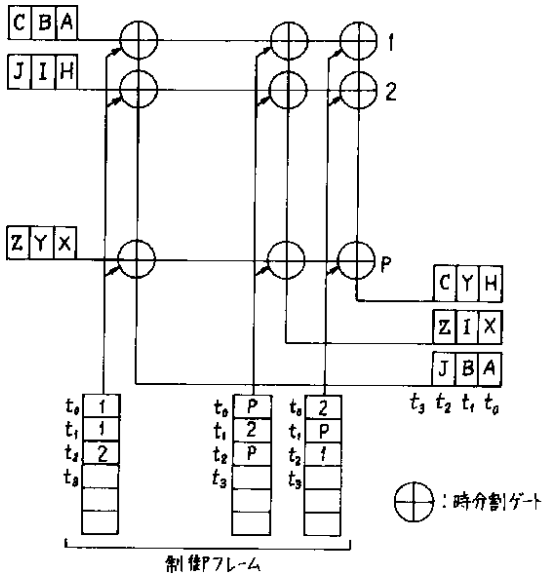 C B A
1
J I H
2
Z Y X
P
C Y H
Z I X
J B A
t₃ t₂ t₁ t₀
t₀ 1
t₁ 1
t₂ 2
t₃
t₀ P
t₁ 2
t₂ P
t₃
t₀ 2
t₁ P
t₂ 1
t₃
:時分割ゲート
制御フレーム